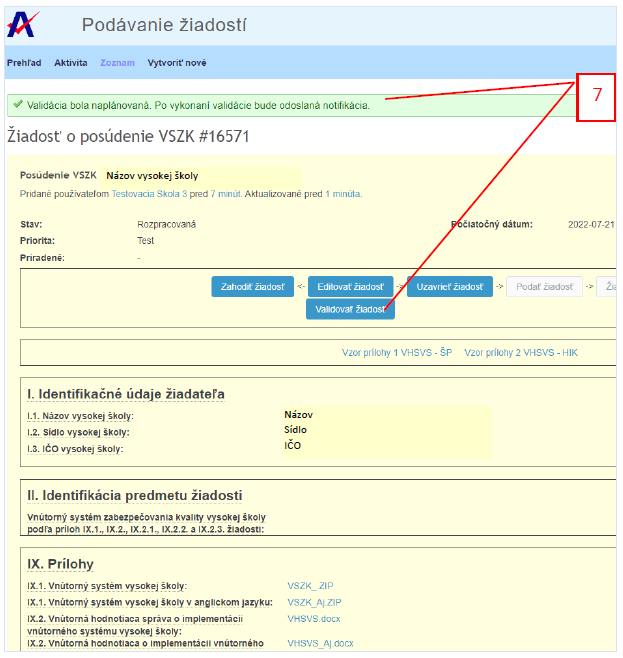 Podávanie žiadostí
Prehľad Aktivita Zoznam Vytvoriť nové
Validácia bola naplánovaná. Po vykonaní validácie bude odoslaná notifikácia.
7
Žiadosť o posúdenie VSZK #16571
Posúdenie VSZK Názov vysokej školy
Pridané používateľom Testovacia Skola 3 pred 7 minút. Aktualizované pred 1 minúta.
Stav: Rozpracovaná Počiatočný dátum: 2022-07-21
Priorita: Test
Priradené: -
Zahodiť žiadosť <- Editovať žiadosť -> Uzavrieť žiadosť -> Podať žiadosť -> Žia
Validovať žiadosť
Vzor prílohy 1 VHSVS - ŠP Vzor prílohy 2 VHSVS - HIK
I. Identifikačné údaje žiadateľa
I.1. Názov vysokej školy: Názov
I.2. Sídlo vysokej školy: Sídlo
I.3. IČO vysokej školy: IČO
II. Identifikácia predmetu žiadosti
Vnútorný systém zabezpečovania kvality vysokej školy
podľa príloh IX.1., IX.2., IX.2.1., IX.2.2. a IX.2.3. žiadosti:
IX. Prílohy
IX.1. Vnútorný systém vysokej školy: VSZK_.ZIP
IX.1. Vnútorný systém vysokej školy v anglickom jazyku: VSZK_Aj.ZIP
IX.2. Vnútorná hodnotiaca správa o implementácii VHSVS.docx
vnútorného systému vysokej školy:
IX.2. Vnútorná hodnotiaca o implementácii vnútorného VHSVS_Aj.docx